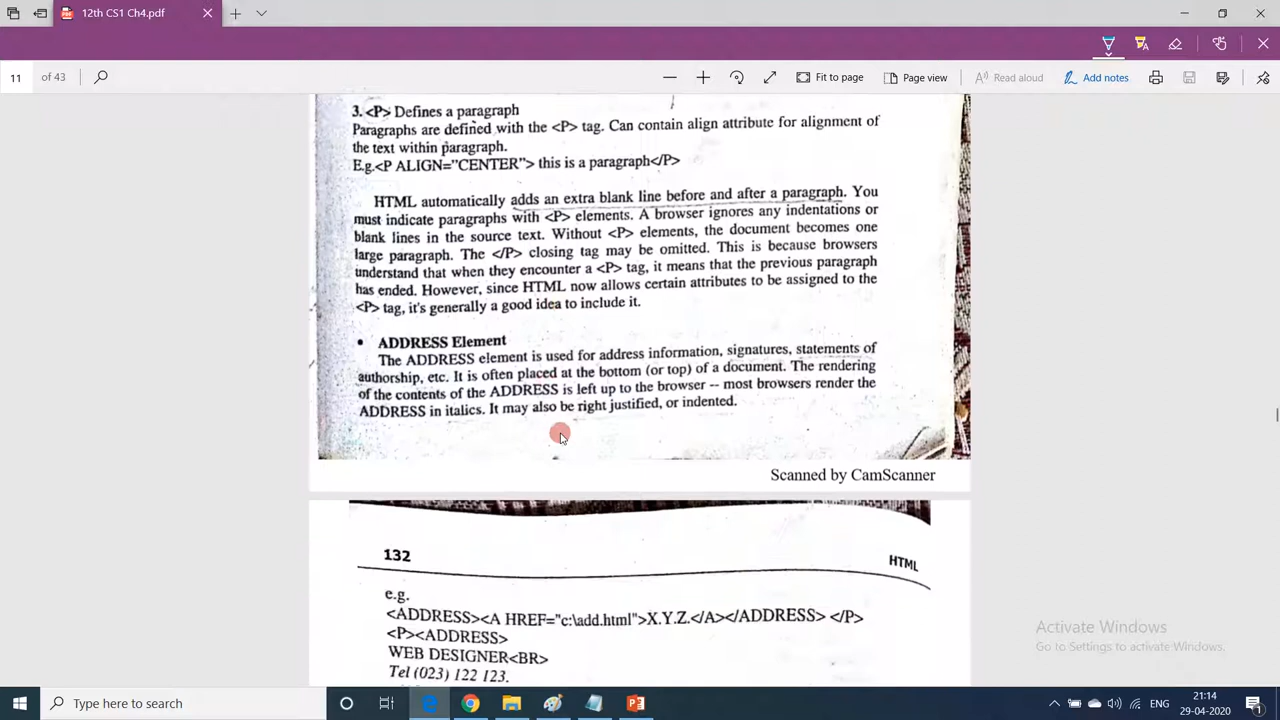 12th CS1 Ch4.pdf
11 of 43
Fit to page
Page view
Read aloud
Add notes
3. <P> Defines a paragraph
Paragraphs are defined with the <P> tag. Can contain align attribute for alignment of
the text within paragraph.
E.g.<P ALIGN="CENTER"> this is a paragraph</P>
HTML automatically adds an extra blank line before and after a paragraph. You
must indicate paragraphs with <P> elements. A browser ignores any indentations or
blank lines in the source text. Without <P> elements, the document becomes one
large paragraph. The </P> closing tag may be omitted. This is because browsers
understand that when they encounter a <P> tag, it means that the previous paragraph
has ended. However, since HTML now allows certain attributes to be assigned to the
<P> tag, it's generally a good idea to include it.
• ADDRESS Element
The ADDRESS element is used for address information, signatures, statements of
authorship, etc. It is often placed at the bottom (or top) of a document. The rendering
of the contents of the ADDRESS is left up to the browser -- most browsers render the
ADDRESS in italics. It may also be right justified, or indented.
Scanned by CamScanner
132
HTML
e.g.
<ADDRESS><A HREF="c:\add.html">X.Y.Z.</A></ADDRESS> </P>
<P><ADDRESS>
WEB DESIGNER<BR>
Tel (023) 122 123.
Activate Windows
Go to Settings to activate Windows.
Type here to search
ENG
21:14
29-04-2020